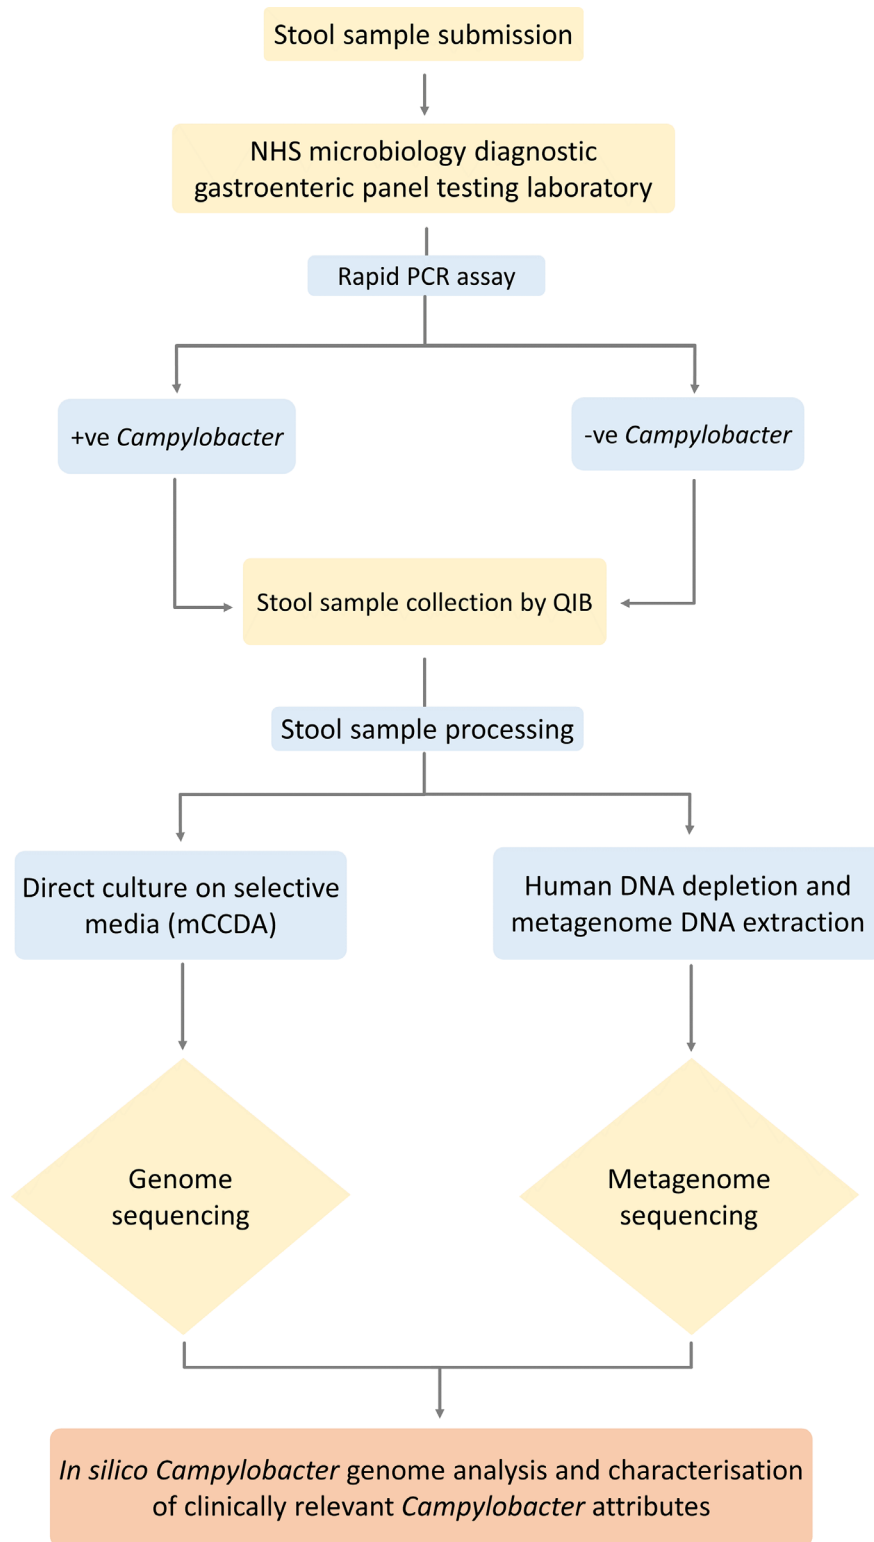 Stool sample submission
NHS microbiology diagnostic
gastroenteric panel testing laboratory
Rapid PCR assay
+ve Campylobacter
-ve Campylobacter
Stool sample collection by QIB
Stool sample processing
Direct culture on selective
media (mCCDA)
Human DNA depletion and
metagenome DNA extraction
Genome
sequencing
Metagenome
sequencing
In silico Campylobacter genome analysis and characterisation
of clinically relevant Campylobacter attributes